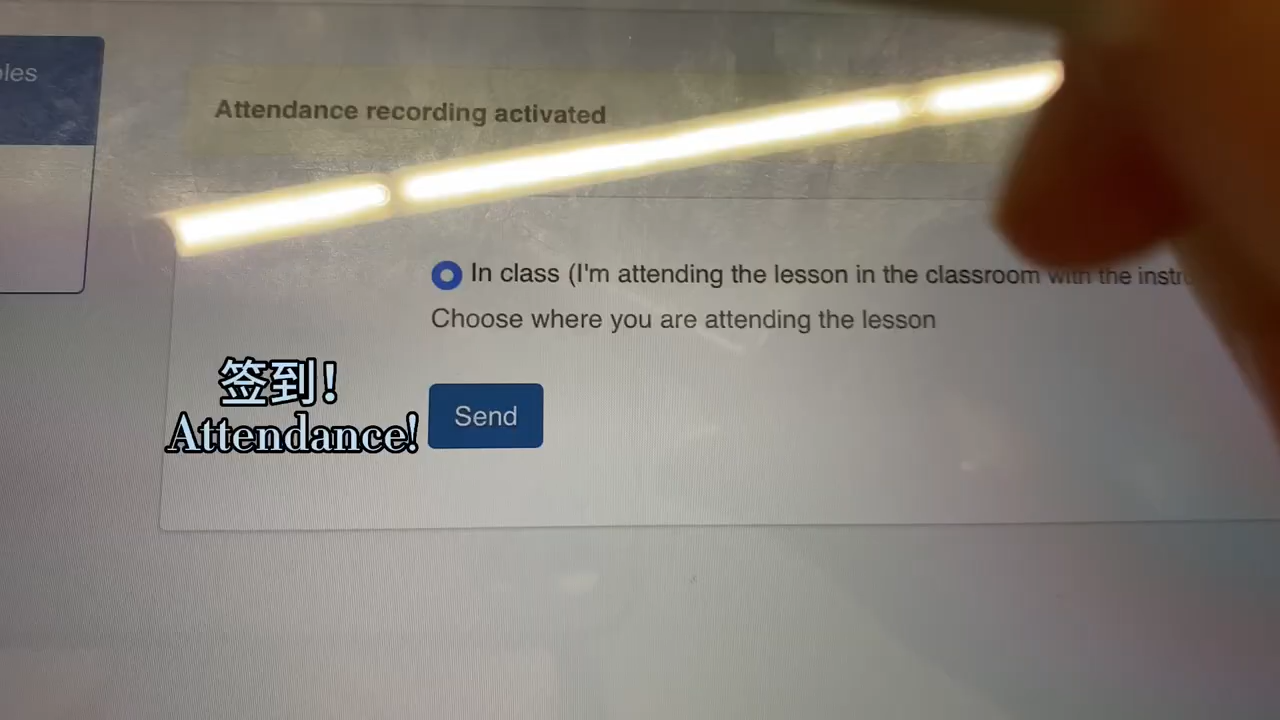 Attendance recording activated
In class (I'm attending the lesson in the classroom with the
Choose where you are attending the lesson
签到!
Attendance!
Send